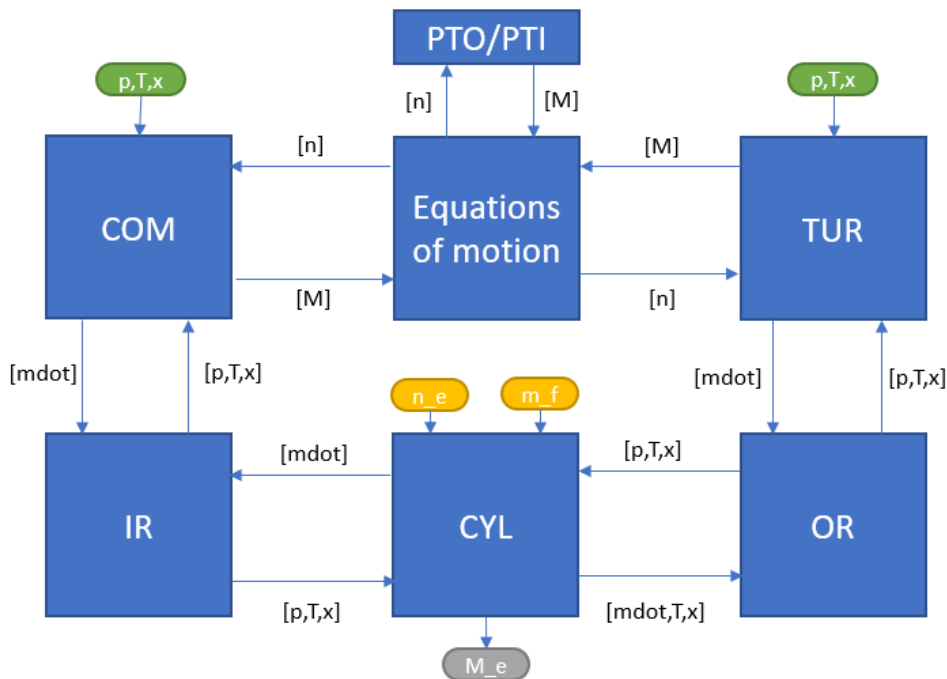 PTO/PTI
p,T,x
p,T,x
[n]
[M]
[n]
[M]
COM
Equations
of motion
TUR
[M]
[n]
[mdot]
[p,T,x]
[mdot]
[p,T,x]
n_e
m_f
[mdot]
[p,T,x]
IR
CYL
OR
[p,T,x]
[mdot,T,x]
M_e